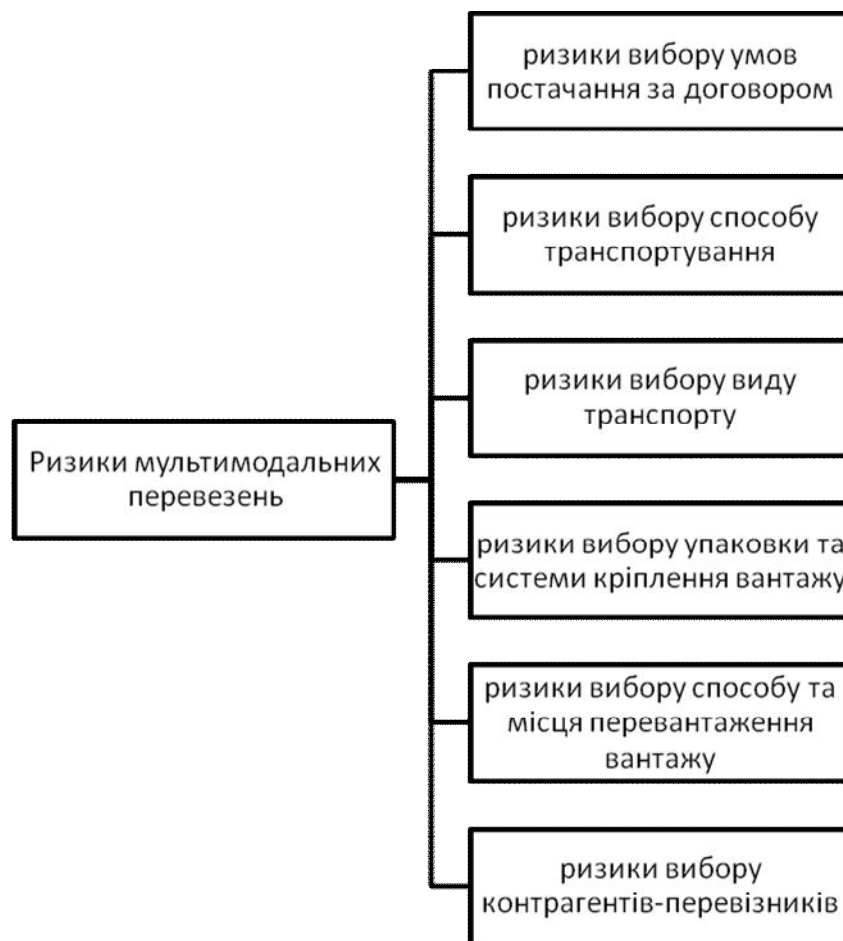 ризики вибору умов
постачання за договором
ризики вибору способу
транспортування
ризики вибору виду
транспорту
Ризики мультимодальних
перевезень
ризики вибору упаковки та
системи кріплення вантажу
ризики вибору способу та
місця перевантаження
вантажу
ризики вибору
контрагентів-перевізників